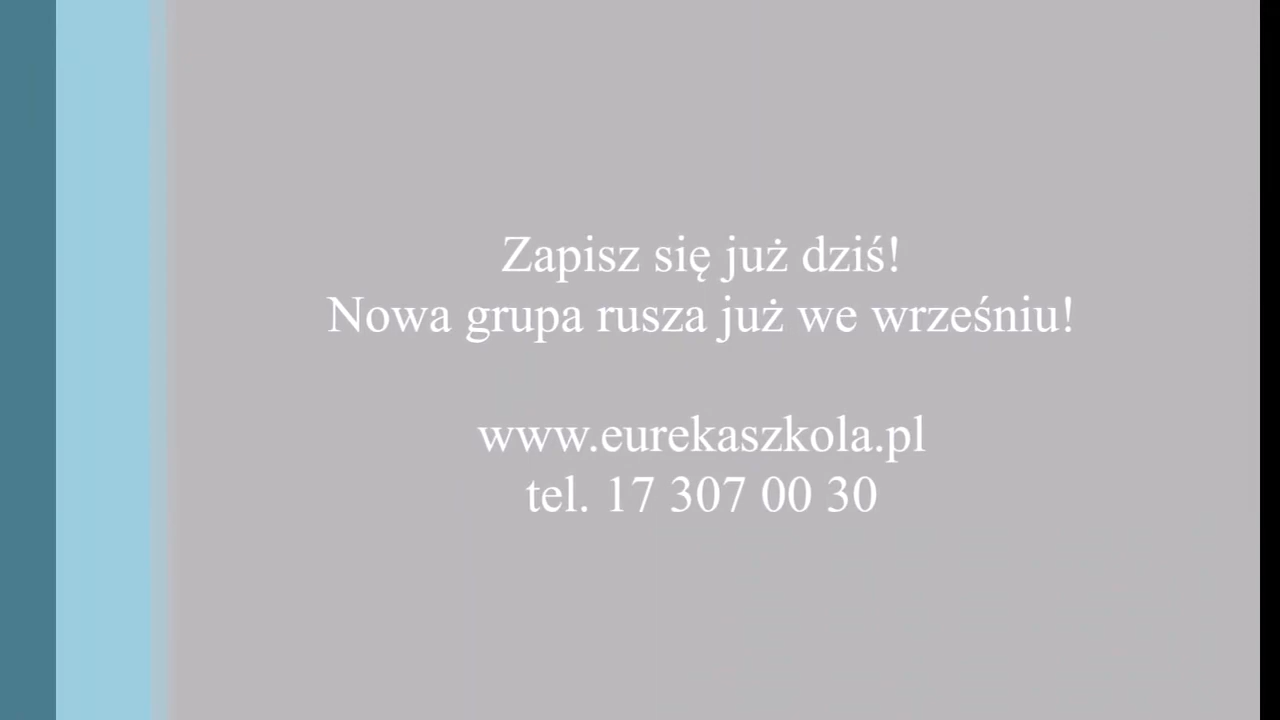 Zapisz się już dziś!
Nowa grupa rusza już we wrześniu!
www.eurekaszkola.pl
tel. 17 307 00 30